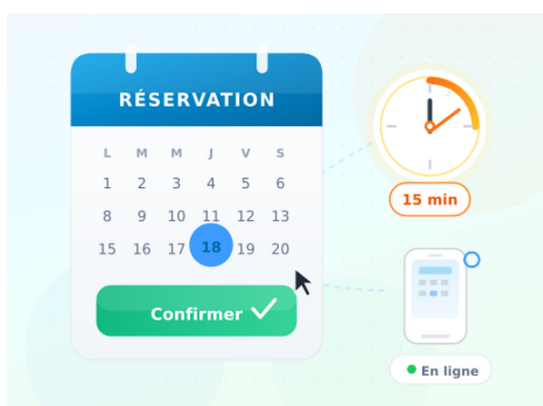 RÉSERVATION
L M M J V S
1 2 3 4 5 6
8 9 10 11 12 13
15 16 17 18 19 20
Confirmer
15 min
En ligne